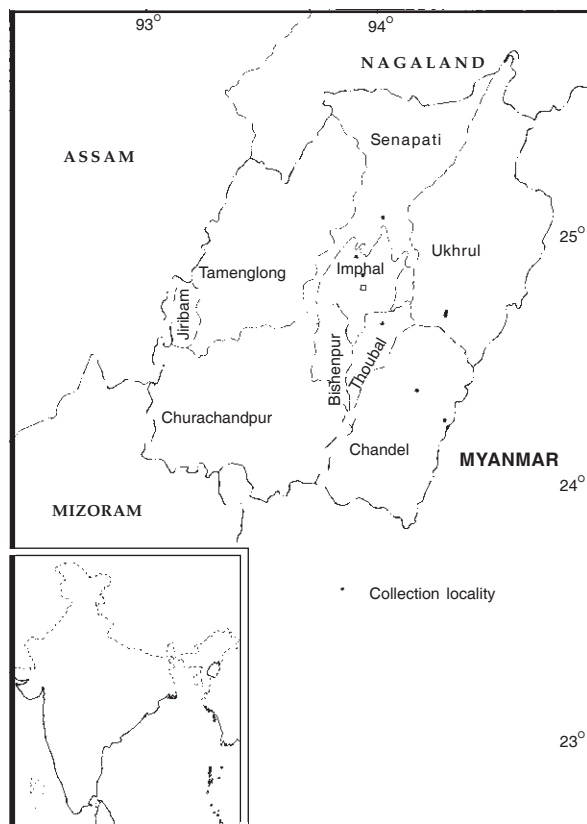 93°
94°
NAGALAND
Senapati
ASSAM
25°
Ukhrul
Tamenglong
Imphal
Jiribam
Bishenpur
Thoubal
Churachandpur
Chandel
MYANMAR
24°
MIZORAM
Collection locality
23°